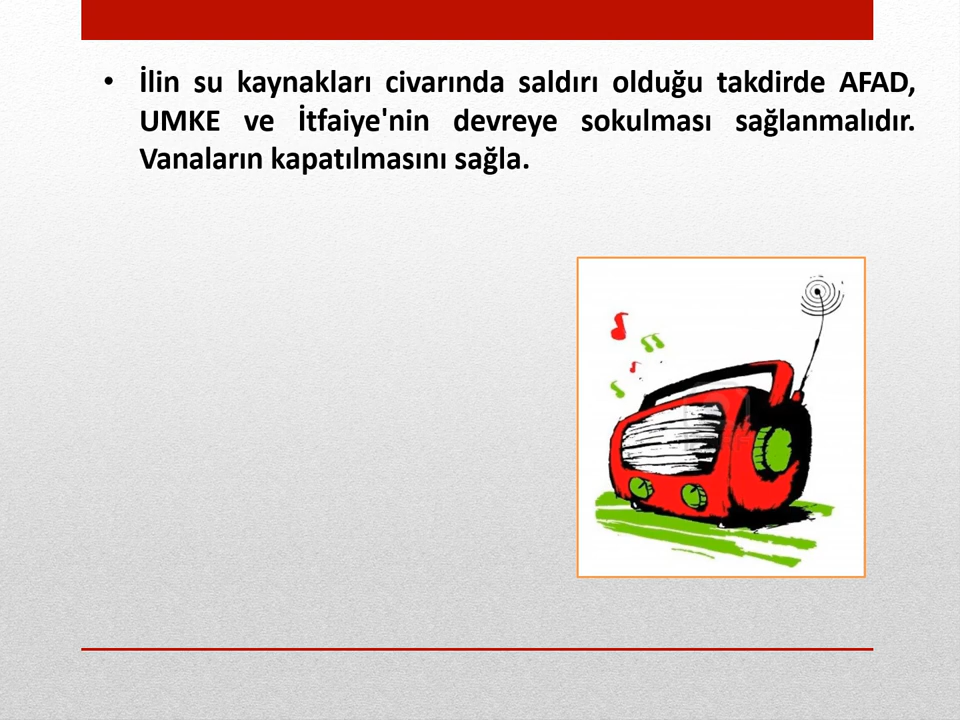 • İlin su kaynakları civarında saldırı olduğu takdirde AFAD,
UMKE ve İtfaiye'nin devreye sokulması sağlanmalıdır.
Vanaların kapatılmasını sağla.